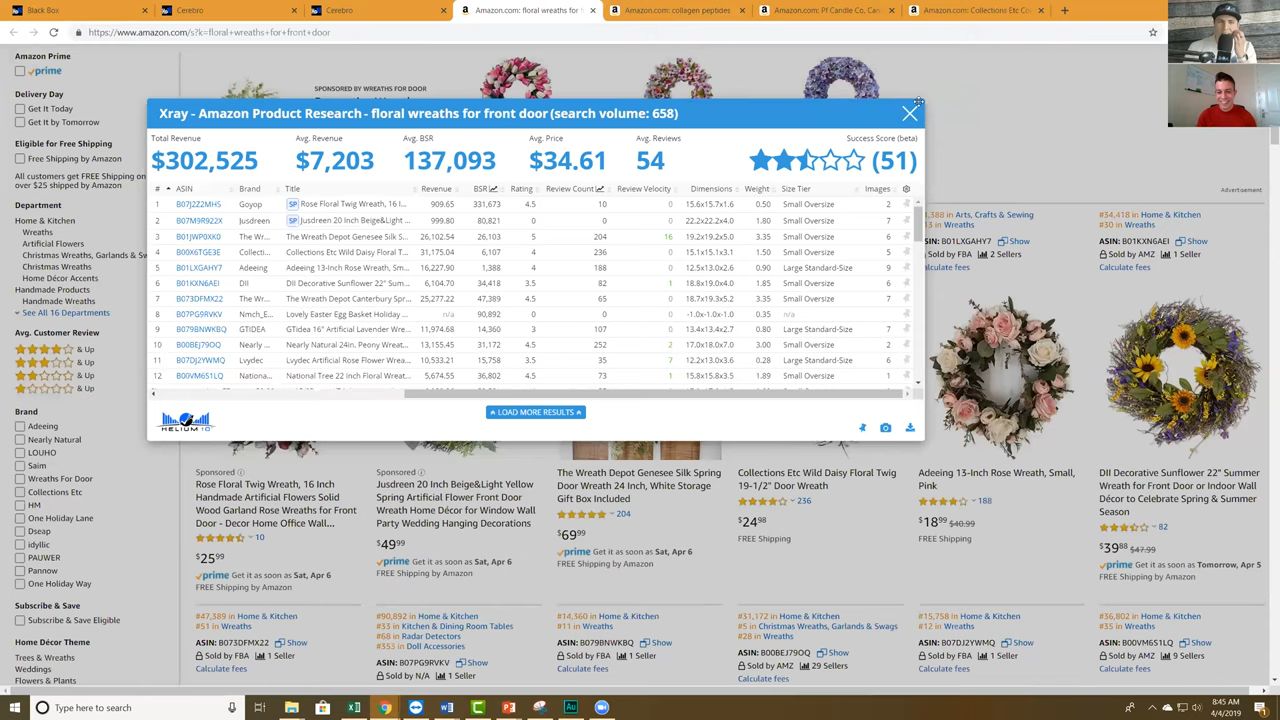 Black Box
Cerebro
Cerebro
Amazon.com: floral wreaths for f
Amazon.com: collagen peptides
Amazon.com: Pf Candle Co, Can
Amazon.com: Collections Etc Co
https://www.amazon.com/s?k=floral+wreaths+for+front+door
Amazon Prime
prime
Delivery Day
Get It Today
Get It by Tomorrow
Eligible for Free Shipping
Free Shipping by Amazon
All customers get FREE Shipping on
over $25 shipped by Amazon
Department
Home & Kitchen
Wreaths
Artificial Flowers
Christmas Wreaths, Garlands & Sw
Christmas Wreaths
Home Décor Accents
Handmade Products
Handmade Wreaths
See All 16 Departments
Avg. Customer Review
& Up
& Up
& Up
& Up
Brand
Adeeing
Nearly Natural
LOUHO
Saim
Wreaths For Door
Collections Etc
HM
One Holiday Lane
Dseap
idyllic
PAUWER
Pannow
One Holiday Way
Subscribe & Save
Subscribe & Save Eligible
Home Décor Theme
Trees & Wreaths
Weddings
Flowers & Plants
SPONSORED BY WREATHS FOR DOOR
Xray - Amazon Product Research - floral wreaths for front door (search volume: 658)
Total Revenue Avg. Revenue Avg. BSR Avg. Price Avg. Reviews Success Score (beta)
$302,525 $7,203 137,093 $34.61 54 (51)
# ASIN Brand Title Revenue BSR Rating Review Count Review Velocity Dimensions Weight Size Tier Images
1 B07J2Z2MHS Goyop SP Rose Floral Twig Wreath, 16 I... 909.65 331,673 4.5 10 0 15.6x15.7x1.6 0.50 Small Oversize 2
2 B07M9R922X Jusdreen SP Jusdreen 20 Inch Beige&Light ... 999.80 80,821 0 0 0 22.2x22.2x4.0 1.80 Small Oversize 7
3 B01JWP0XK0 The Wr... The Wreath Depot Genesee Silk S... 26,102.54 26,103 5 204 16 19.2x19.2x5.0 3.35 Small Oversize 7
4 B00X6TGE3E Collecti... Collections Etc Wild Daisy Floral T... 31,175.04 6,107 4 236 0 15.1x15.1x3.1 1.50 Small Oversize 5
5 B01LXGAHY7 Adeeing Adeeing 13-Inch Rose Wreath, Sm... 16,227.90 1,388 4 188 0 12.5x13.0x2.6 0.90 Large Standard-Size 9
6 B01KXN6AEI DII DII Decorative Sunflower 22" Sum... 6,104.70 34,418 3.5 82 1 18.8x19.0x4.0 3.00 Small Oversize 6
7 B073DFMX22 The Wr... The Wreath Depot Canterbury Spr... 25,277.22 47,389 4.5 65 0 18.7x19.3x5.2 3.35 Small Oversize 7
8 B07PG9RVKV Nmch_E... Lovely Easter Egg Basket Holiday ... n/a 90,892 0 0 0 -1.0x-1.0x-1.0 0.35 n/a
9 B079BNWKBQ GTIDEA GTidea 16" Artificial Lavender Wre... 11,974.68 14,360 3 107 0 13.4x13.4x2.7 0.80 Large Standard-Size 7
10 B00BEJ79OQ Nearly ... Nearly Natural 24in, Peony Wreat... 13,155.45 31,172 4.5 252 2 17.0x18.0x7.0 3.00 Small Oversize 2
11 B07DJ2YWMQ Lvydec Lvydec Artificial Rose Flower Wrea... 10,533.21 15,758 3.5 35 7 12.2x13.0x3.6 0.28 Large Standard-Size 6
12 B00VM6S1LQ Nationa... National Tree 22 Inch Floral Wreat... 5,674.55 36,802 4.5 73 1 15.8x15.8x3.5 1.89 Small Oversize 1
LOAD MORE RESULTS
HELIUM 10
Advertisement
#1,388 in Arts, Crafts & Sewing
ASIN: B01LXGAHY7 Show
Sold by FBA 2 Sellers
Calculate fees
#34,418 in Home & Kitchen
#30 in Wreaths
ASIN: B01KXN6AEI Show
Sold by AMZ 1 Seller
Calculate fees
Sponsored
Rose Floral Twig Wreath, 16 Inch
Handmade Artificial Flowers Solid
Wood Garland Rose Wreaths for Front
Door - Decor Home Office Wall...
10
$25 99
prime Get it as soon as Sat, Apr 6
FREE Shipping by Amazon
Sponsored
Jusdreen 20 Inch Beige&Light Yellow
Spring Artificial Flower Front Door
Wreath Home Décor for Window Wall
Party Wedding Hanging Decorations
$49 99
prime Get it as soon as Sat, Apr 6
FREE Shipping by Amazon
The Wreath Depot Genesee Silk Spring
Wreath 24 Inch, White Storage
Gift Box Included
204
$69 99
prime Get it as soon as Sat, Apr 6
FREE Shipping by Amazon
Collections Etc Wild Daisy Floral Twig
19-1/2" Door Wreath
236
$24 98
FREE Shipping
Adeeing 13-Inch Rose Wreath, Small,
Pink
188
$18 99 $40.99
FREE Shipping
DII Decorative Sunflower 22" Summer
Wreath for Front Door or Indoor Wall
Décor to Celebrate Spring & Summer
Season
82
$39 88 $47.99
prime Get it as soon as Tomorrow, Apr 5
FREE Shipping by Amazon
#47,389 in Home & Kitchen
#51 in Wreaths
ASIN: B073DFMX22 Show
Sold by FBA 1 Seller
Calculate fees
#90,892 in Home & Kitchen
#33 in Kitchen & Dining Room Tables
#68 in Radar Detectors
#353 in Doll Accessories
ASIN: B07PG9RVKV Show
Sold by N/A 1 Seller
#14,360 in Home & Kitchen
#11 in Wreaths
ASIN: B079BNWKBQ Show
Sold by FBA 1 Seller
Calculate fees
#31,172 in Home & Kitchen
#5 in Christmas Wreaths, Garlands & Swags
#28 in Wreaths
ASIN: B00BEJ79OQ Show
Sold by AMZ 29 Sellers
Calculate fees
#15,758 in Home & Kitchen
#12 in Wreaths
ASIN: B07DJ2YWMQ Show
Sold by FBA 1 Seller
Calculate fees
#36,802 in Home & Kitchen
#35 in Wreaths
ASIN: B00VM6S1LQ Show
Sold by AMZ 9 Sellers
Calculate fees
Type here to search
8:45 AM
4/4/2019